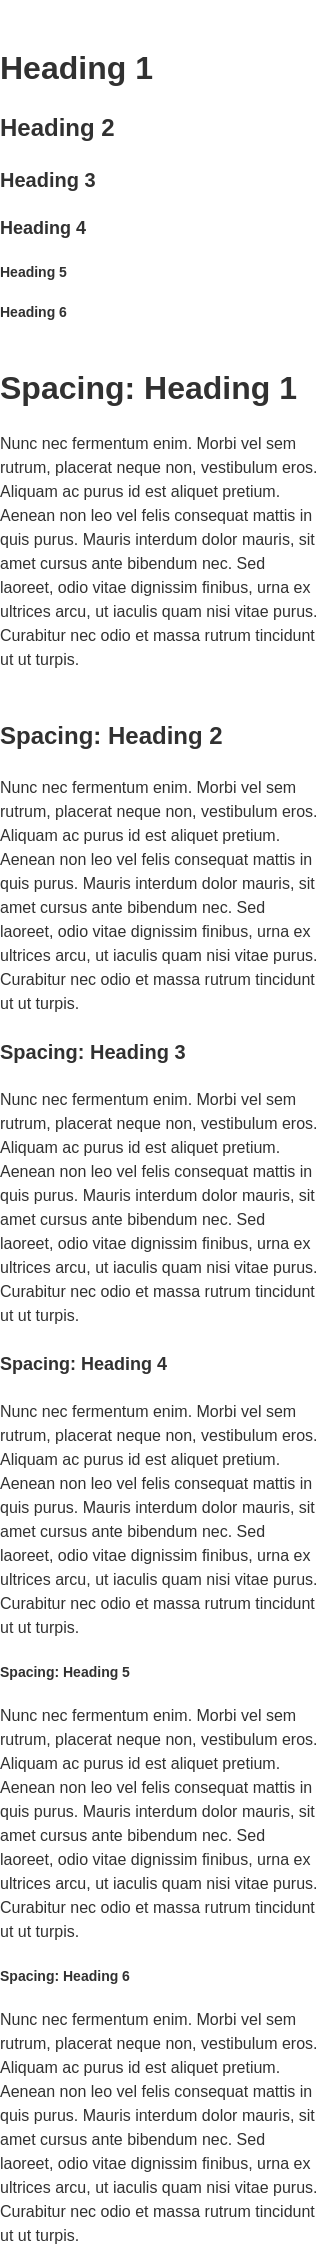 Heading 1
Heading 2
Heading 3
Heading 4
Heading 5
Heading 6
Spacing: Heading 1
Nunc nec fermentum enim. Morbi vel sem
rutrum, placerat neque non, vestibulum eros.
Aliquam ac purus id est aliquet pretium.
Aenean non leo vel felis consequat mattis in
quis purus. Mauris interdum dolor mauris, sit
amet cursus ante bibendum nec. Sed
laoreet, odio vitae dignissim finibus, urna ex
ultrices arcu, ut iaculis quam nisi vitae purus.
Curabitur nec odio et massa rutrum tincidunt
ut ut turpis.
Spacing: Heading 2
Nunc nec fermentum enim. Morbi vel sem
rutrum, placerat neque non, vestibulum eros.
Aliquam ac purus id est aliquet pretium.
Aenean non leo vel felis consequat mattis in
quis purus. Mauris interdum dolor mauris, sit
amet cursus ante bibendum nec. Sed
laoreet, odio vitae dignissim finibus, urna ex
ultrices arcu, ut iaculis quam nisi vitae purus.
Curabitur nec odio et massa rutrum tincidunt
ut ut turpis.
Spacing: Heading 3
Nunc nec fermentum enim. Morbi vel sem
rutrum, placerat neque non, vestibulum eros.
Aliquam ac purus id est aliquet pretium.
Aenean non leo vel felis consequat mattis in
quis purus. Mauris interdum dolor mauris, sit
amet cursus ante bibendum nec. Sed
laoreet, odio vitae dignissim finibus, urna ex
ultrices arcu, ut iaculis quam nisi vitae purus.
Curabitur nec odio et massa rutrum tincidunt
ut ut turpis.
Spacing: Heading 4
Nunc nec fermentum enim. Morbi vel sem
rutrum, placerat neque non, vestibulum eros.
Aliquam ac purus id est aliquet pretium.
Aenean non leo vel felis consequat mattis in
quis purus. Mauris interdum dolor mauris, sit
amet cursus ante bibendum nec. Sed
laoreet, odio vitae dignissim finibus, urna ex
ultrices arcu, ut iaculis quam nisi vitae purus.
Curabitur nec odio et massa rutrum tincidunt
ut ut turpis.
Spacing: Heading 5
Nunc nec fermentum enim. Morbi vel sem
rutrum, placerat neque non, vestibulum eros.
Aliquam ac purus id est aliquet pretium.
Aenean non leo vel felis consequat mattis in
quis purus. Mauris interdum dolor mauris, sit
amet cursus ante bibendum nec. Sed
laoreet, odio vitae dignissim finibus, urna ex
ultrices arcu, ut iaculis quam nisi vitae purus.
Curabitur nec odio et massa rutrum tincidunt
ut ut turpis.
Spacing: Heading 6
Nunc nec fermentum enim. Morbi vel sem
rutrum, placerat neque non, vestibulum eros.
Aliquam ac purus id est aliquet pretium.
Aenean non leo vel felis consequat mattis in
quis purus. Mauris interdum dolor mauris, sit
amet cursus ante bibendum nec. Sed
laoreet, odio vitae dignissim finibus, urna ex
ultrices arcu, ut iaculis quam nisi vitae purus.
Curabitur nec odio et massa rutrum tincidunt
ut ut turpis.